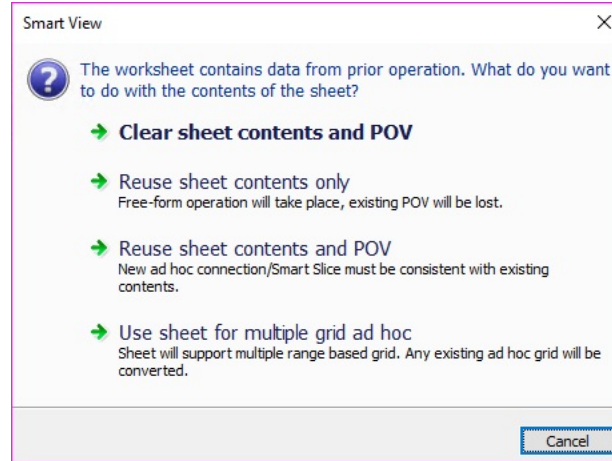 Smart View
The worksheet contains data from prior operation. What do you want
to do with the contents of the sheet?
Clear sheet contents and POV
Reuse sheet contents only
Free-form operation will take place, existing POV will be lost.
Reuse sheet contents and POV
New ad hoc connection/Smart Slice must be consistent with existing
contents.
Use sheet for multiple grid ad hoc
Sheet will support multiple range based grid. Any existing ad hoc grid will be
converted.
Cancel